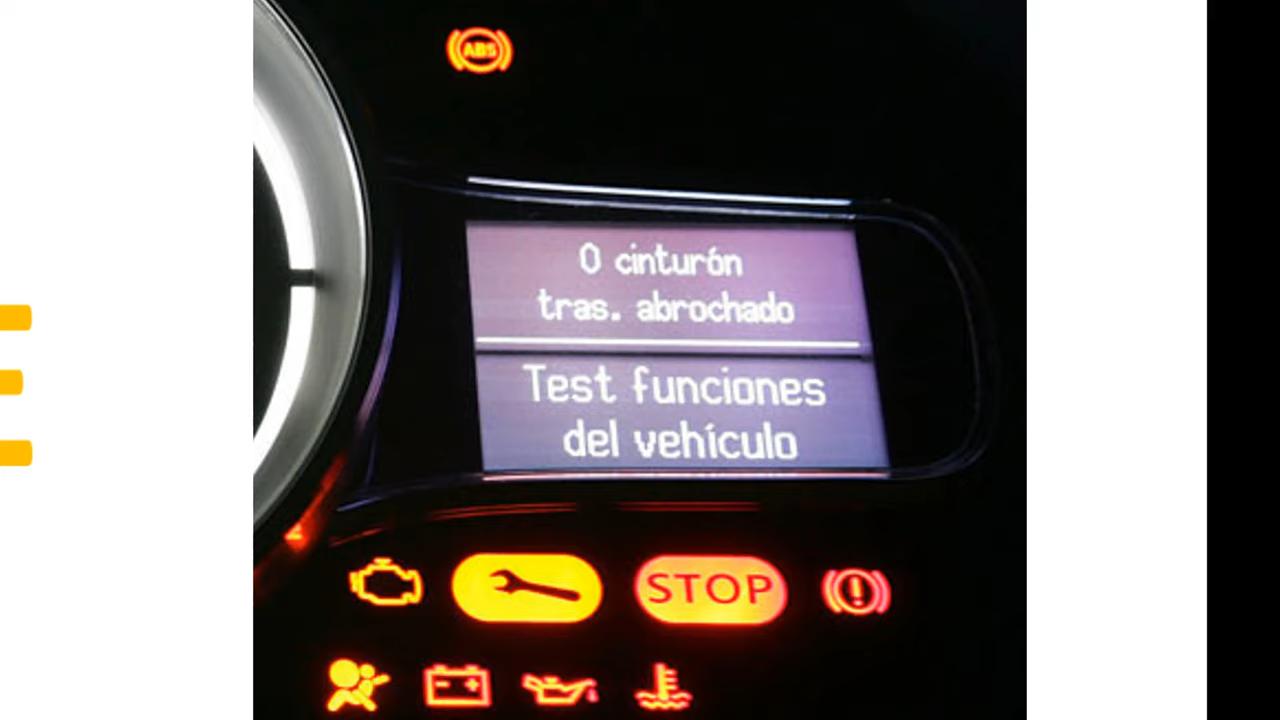 ABS
0 cinturón
tras. abrochado
Test funciones
del vehículo
STOP